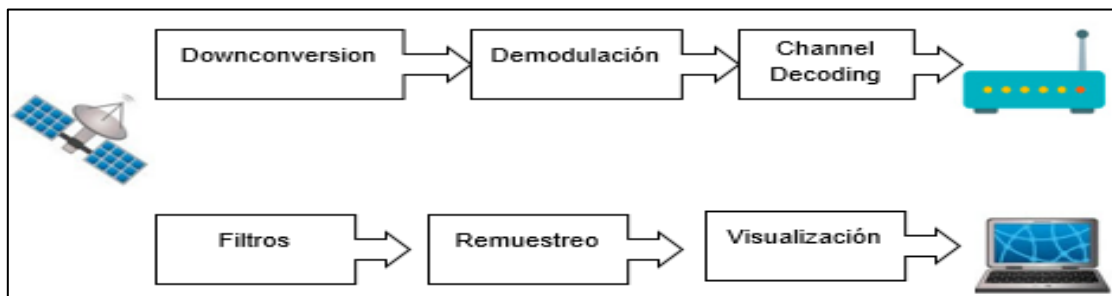 Downconversion
Demodulación
Channel
Decoding
Filtros
Remuestreo
Visualización